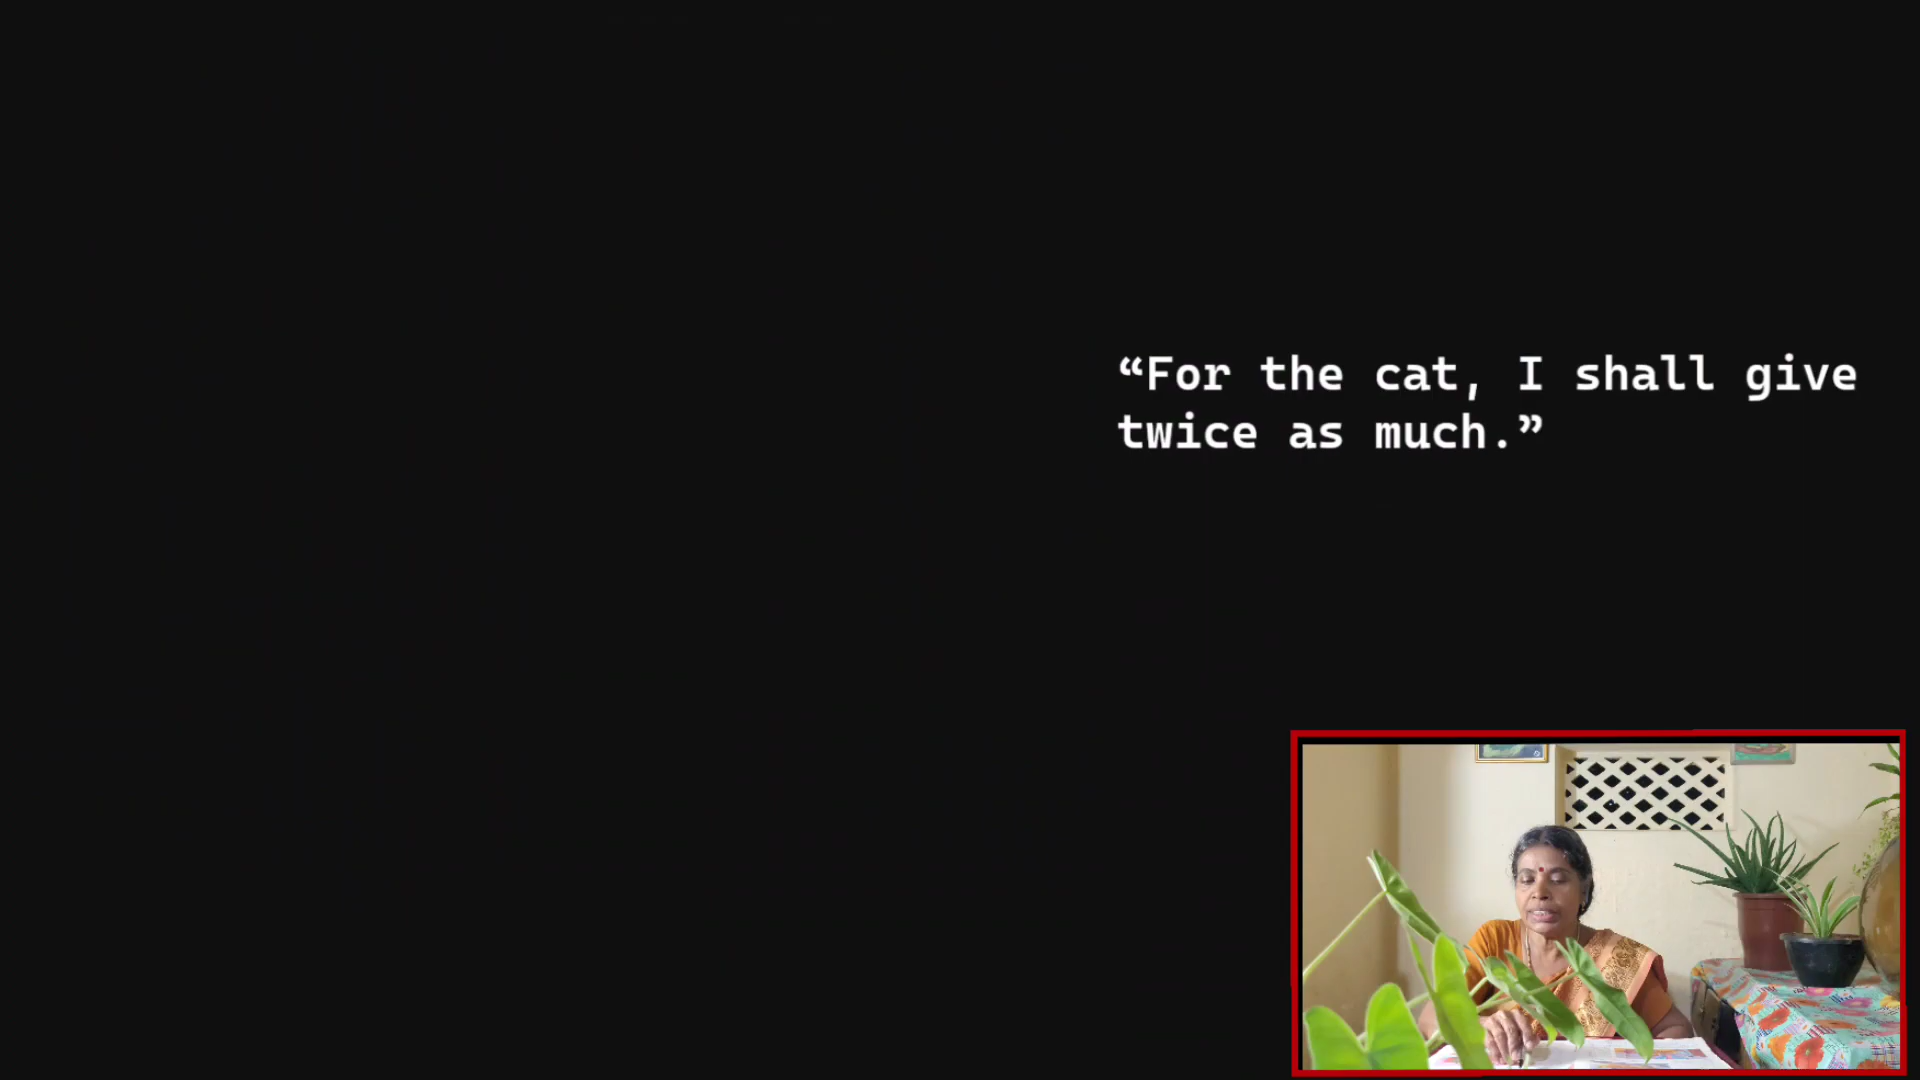 “For the cat, I shall give
twice as much.”